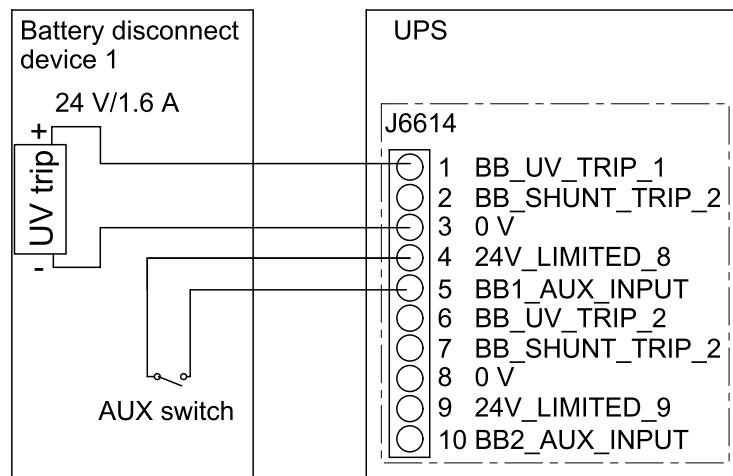 Battery disconnect
device 1
24 V/1.6 A
+
UV trip
-
AUX switch
UPS
J6614
1 BB_UV_TRIP_1
2 BB_SHUNT_TRIP_2
3 0 V
4 24V_LIMITED_8
5 BB1_AUX_INPUT
6 BB_UV_TRIP_2
7 BB_SHUNT_TRIP_2
8 0 V
9 24V_LIMITED_9
10 BB2_AUX_INPUT